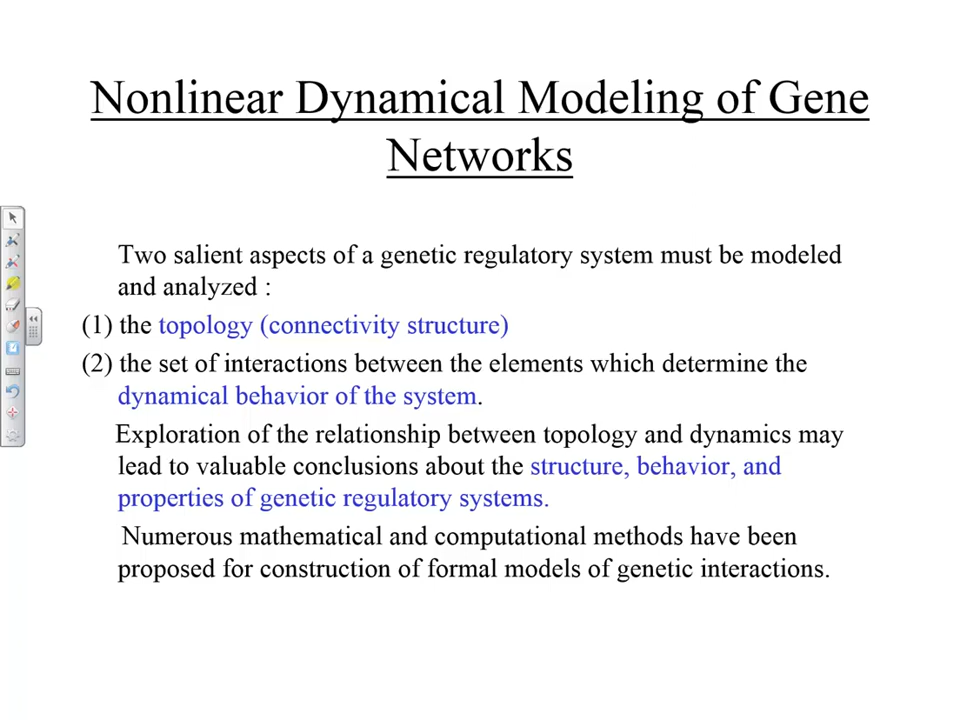 Nonlinear Dynamical Modeling of Gene
Networks
Two salient aspects of a genetic regulatory system must be modeled
and analyzed :
(1) the topology (connectivity structure)
(2) the set of interactions between the elements which determine the
dynamical behavior of the system.
Exploration of the relationship between topology and dynamics may
lead to valuable conclusions about the structure, behavior, and
properties of genetic regulatory systems.
Numerous mathematical and computational methods have been
proposed for construction of formal models of genetic interactions.